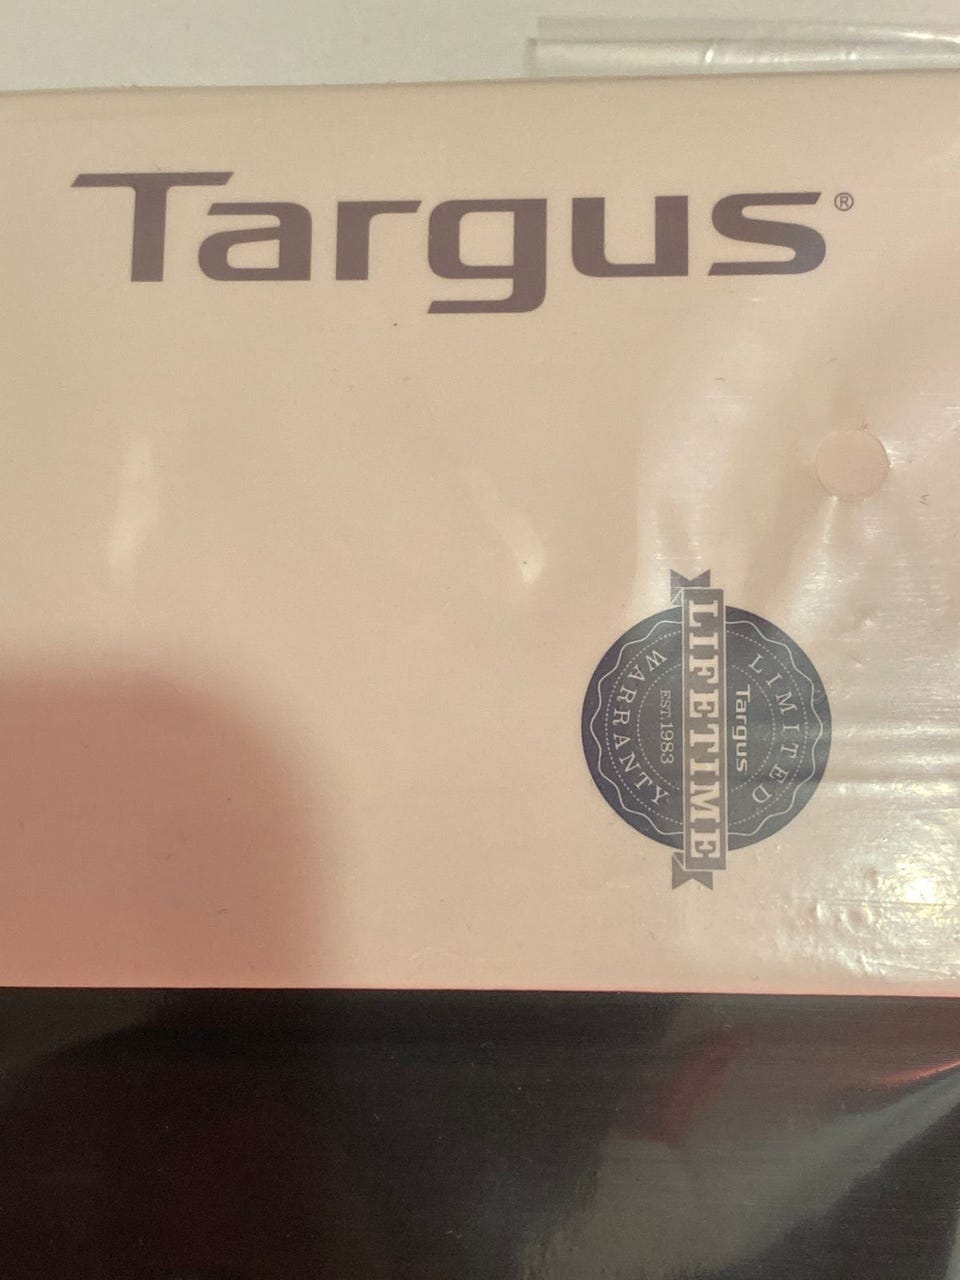 Targus®
LIMITED
Targus
LIFETIME
EST.1983
WARRANTY